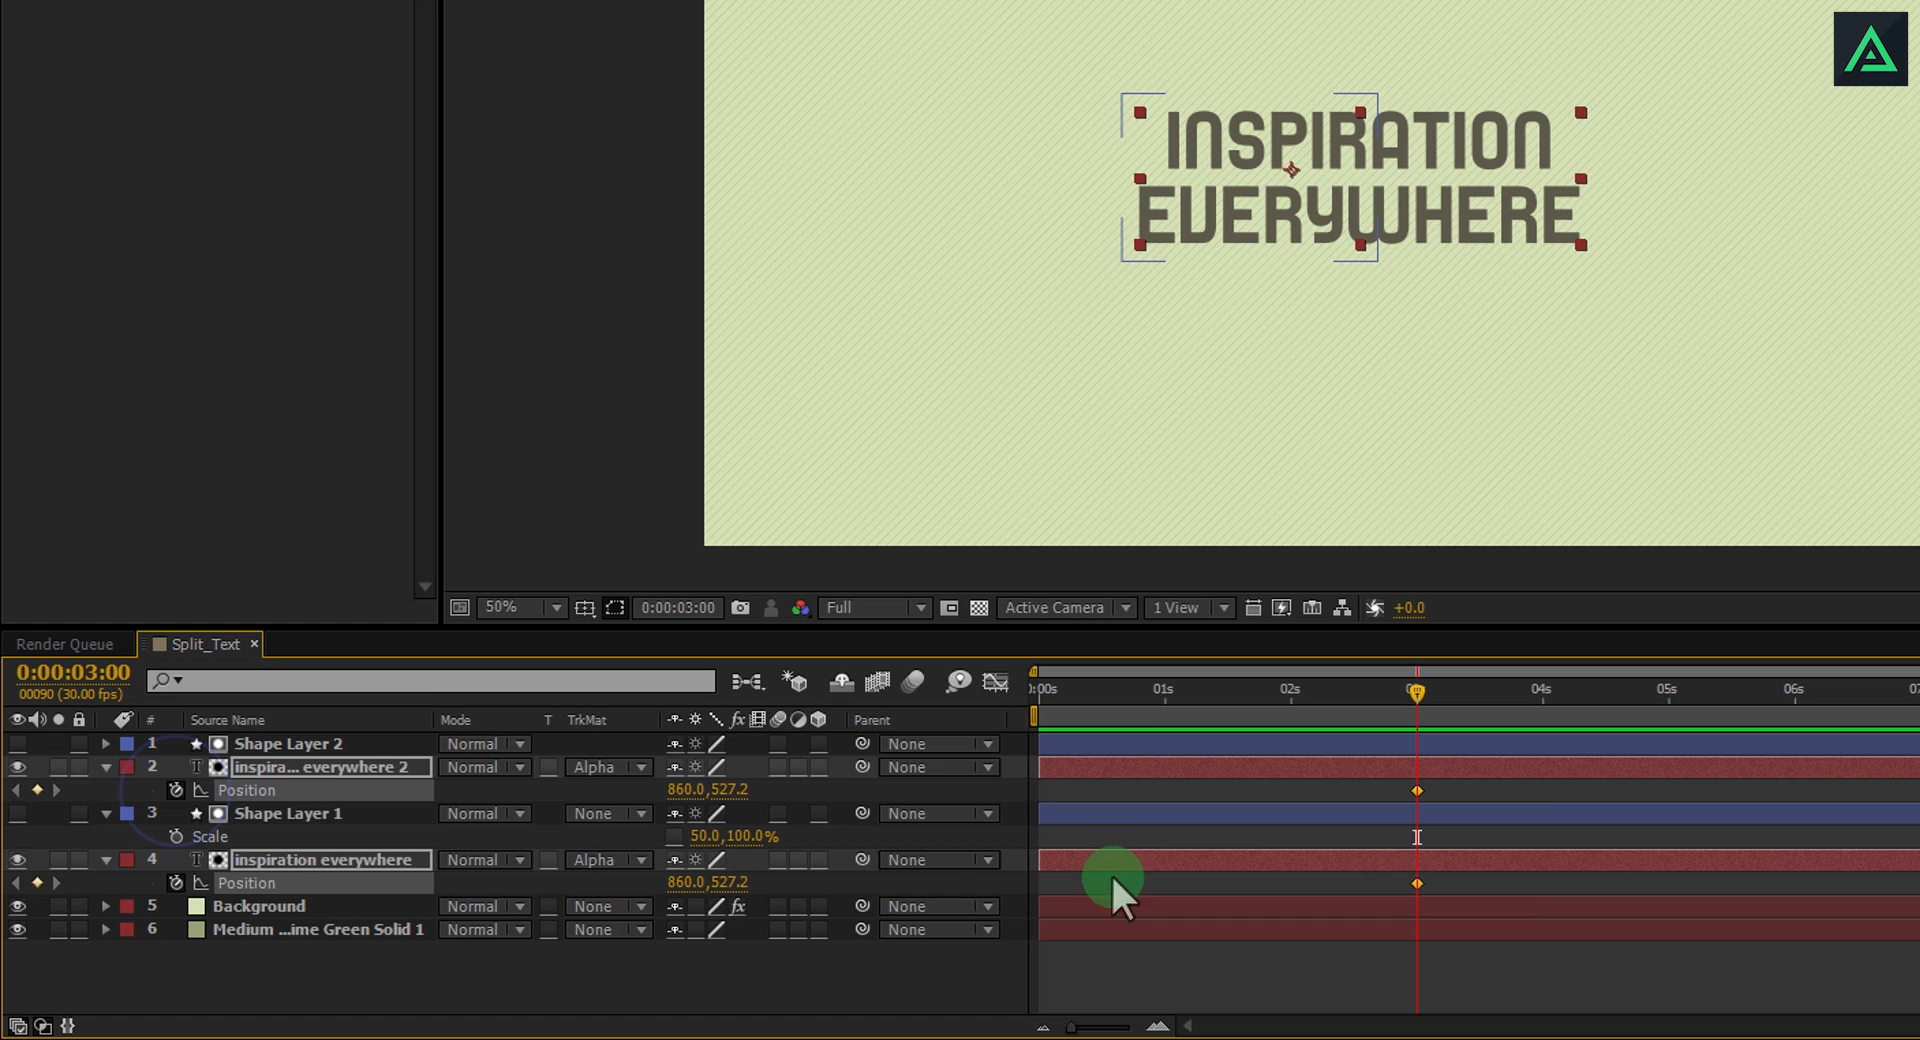 INSPIRATION
EVERYWHERE
50%
0:00:03:00
Full
Active Camera
1 View
+0.0
Render Queue
Split_Text ×
0:00:03:00
00090 (30.00 fps)
:00s 01s 02s 04s 05s 06s
# Source Name Mode T TrkMat fx Parent
1 Shape Layer 2 Normal None
2 T inspira... everywhere 2 Normal Alpha None
Position 860.0,527.2
3 Shape Layer 1 Normal None None
Scale 50.0,100.0%
4 T inspiration everywhere Normal Alpha None
Position 860.0,527.2
5 Background Normal None fx None
6 Medium ...ime Green Solid 1 Normal None None